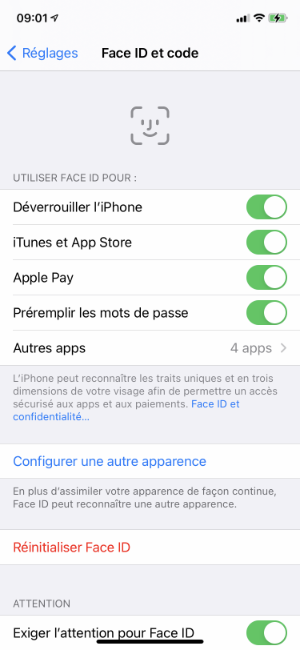 09:01
Réglages
Face ID et code
UTILISER FACE ID POUR :
Déverrouiller l’iPhone
iTunes et App Store
Apple Pay
Préremplir les mots de passe
Autres apps 4 apps
L’iPhone peut reconnaître les traits uniques et en trois
dimensions de votre visage afin de permettre un accès
sécurisé aux apps et aux paiements. Face ID et
confidentialité...
Configurer une autre apparence
En plus d’assimiler votre apparence de façon continue,
Face ID peut reconnaître une autre apparence.
Réinitialiser Face ID
ATTENTION
Exiger l’attention pour Face ID